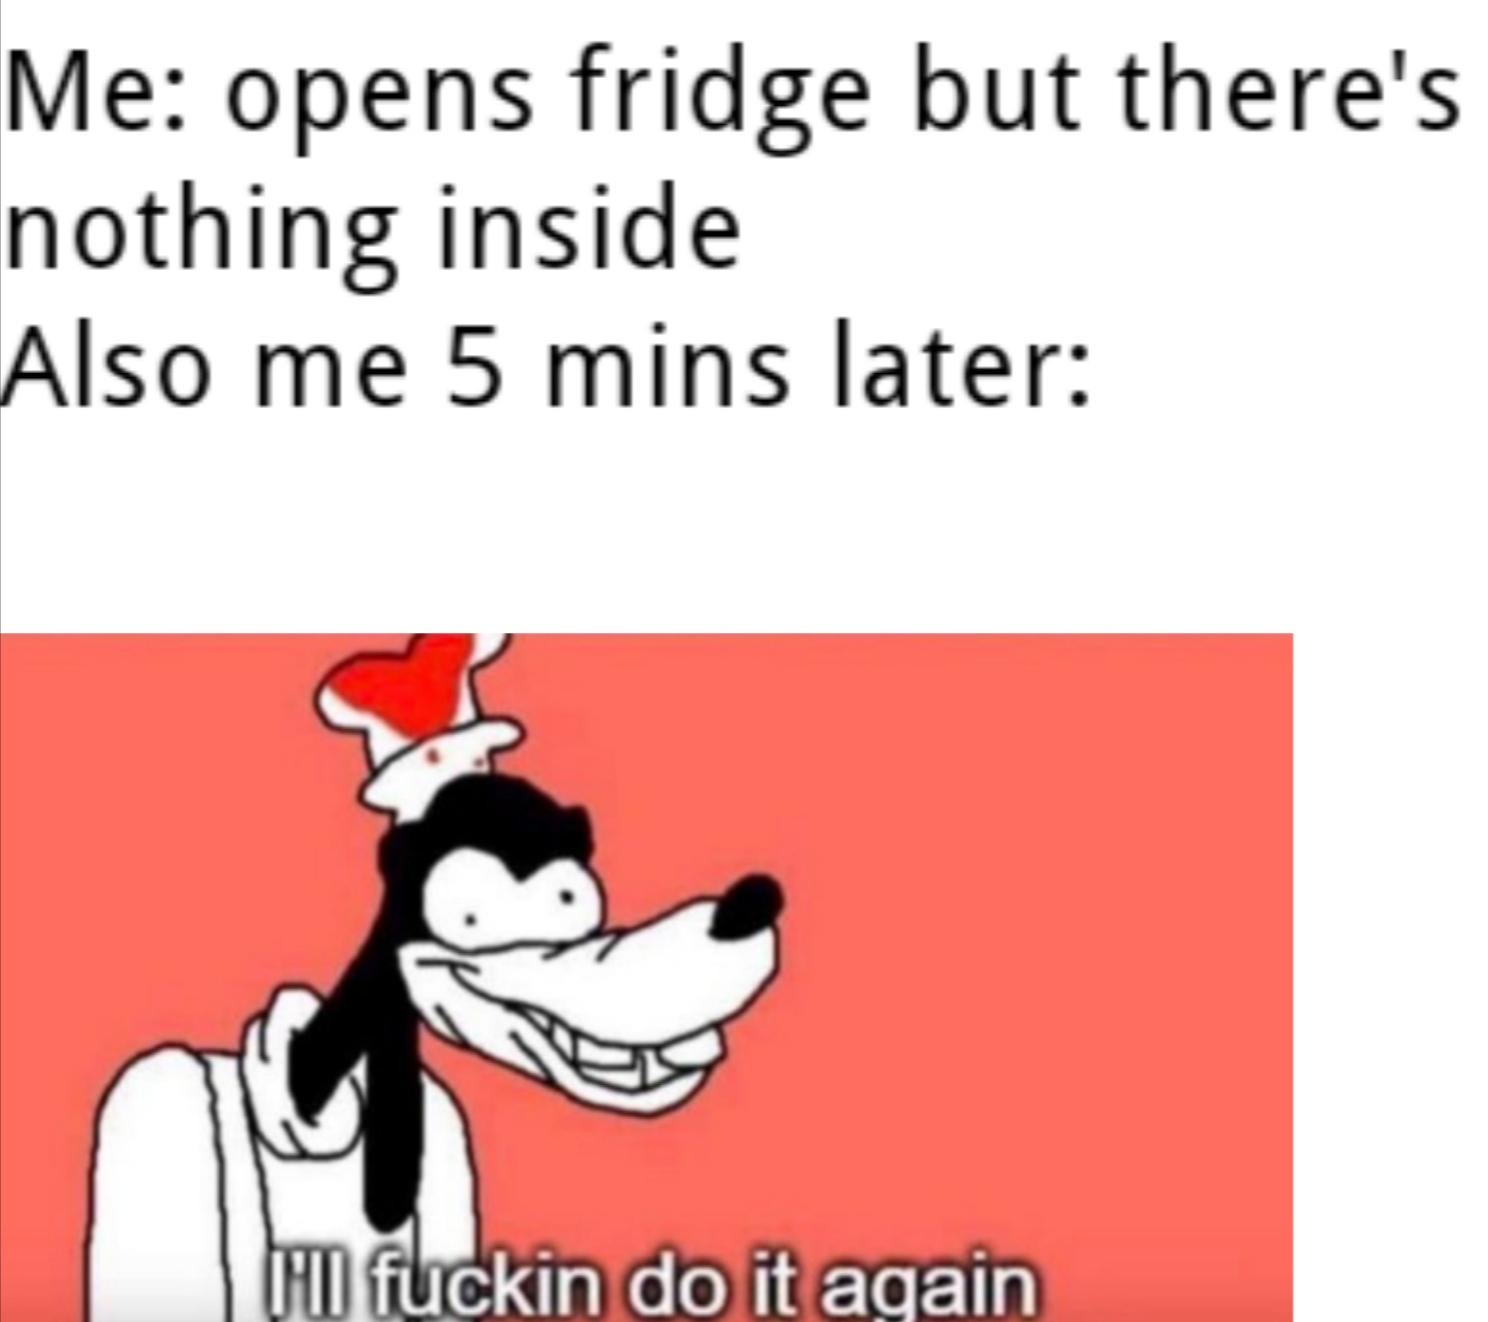 Me: opens fridge but there's
nothing inside
Also me 5 mins later:
I'll fuckin do it again